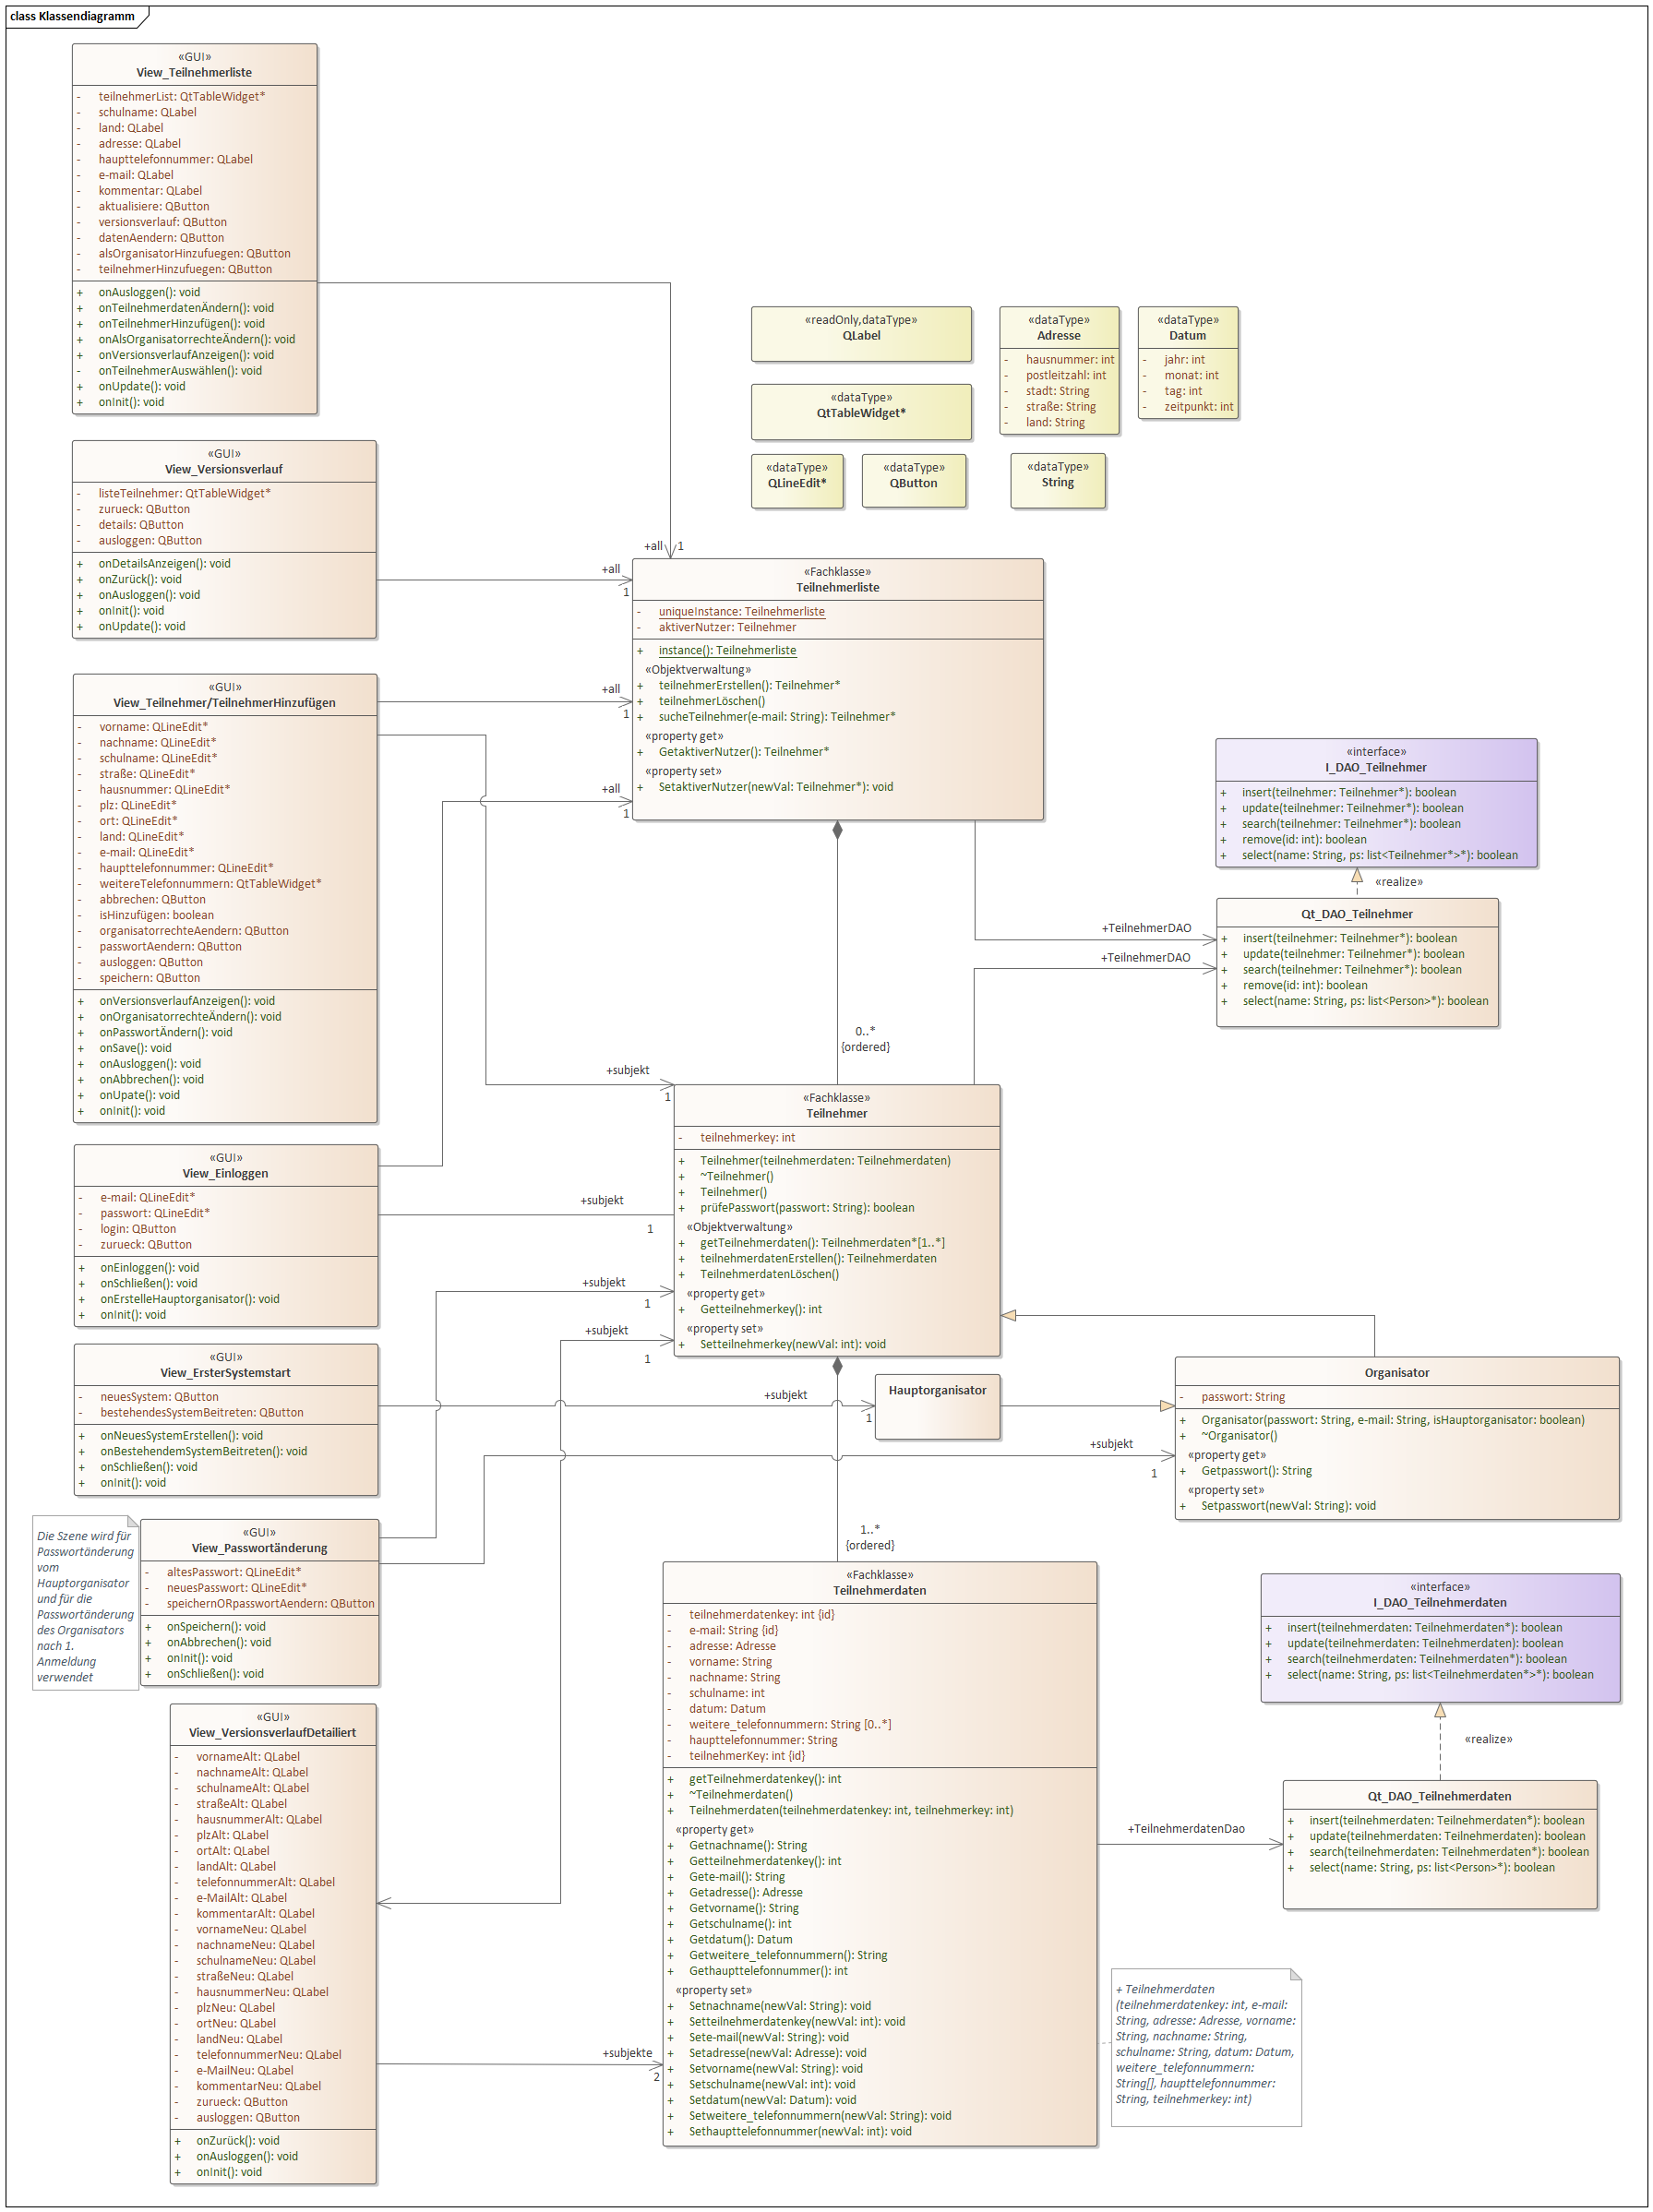 class Klassendiagramm
«GUI»
View_Teilnehmerliste
- teilnehmerList: QtTableWidget*
- schulname: QLabel
- land: QLabel
- adresse: QLabel
- haupttelefonnummer: QLabel
- e-mail: QLabel
- kommentar: QLabel
- aktualisiere: QButton
- versionsverlauf: QButton
- datenAendern: QButton
- alsOrganisatorHinzufuegen: QButton
- teilnehmerHinzufuegen: QButton
+ onAusloggen(): void
+ onTeilnehmerdatenÄndern(): void
+ onTeilnehmerHinzufügen(): void
+ onAlsOrganisatorrechteÄndern(): void
+ onVersionsverlaufAnzeigen(): void
- onTeilnehmerAuswählen(): void
+ onUpdate(): void
+ onInit(): void
«readOnly,dataType»
QLabel
«dataType»
QtTableWidget*
«dataType»
QLineEdit*
«dataType»
QButton
«dataType»
Adresse
- hausnummer: int
- postleitzahl: int
- stadt: String
- straße: String
- land: String
«dataType»
Datum
- jahr: int
- monat: int
- tag: int
- zeitpunkt: int
«dataType»
String
«GUI»
View_Versionsverlauf
- listeTeilnehmer: QtTableWidget*
- zurueck: QButton
- details: QButton
- ausloggen: QButton
+ onDetailsAnzeigen(): void
+ onZurück(): void
+ onAusloggen(): void
+ onInit(): void
+ onUpdate(): void
+all 1
+all
1
+all
1
+all
1
«Fachklasse»
Teilnehmerliste
- uniqueInstance: Teilnehmerliste
- aktiverNutzer: Teilnehmer
+ instance(): Teilnehmerliste
«Objektverwaltung»
+ teilnehmerErstellen(): Teilnehmer*
+ teilnehmerLöschen()
+ sucheTeilnehmer(e-mail: String): Teilnehmer*
«property get»
+ GetaktiverNutzer(): Teilnehmer*
«property set»
+ SetaktiverNutzer(newVal: Teilnehmer*): void
«GUI»
View_Teilnehmer/TeilnehmerHinzufügen
- vorname: QLineEdit*
- nachname: QLineEdit*
- schulname: QLineEdit*
- straße: QLineEdit*
- hausnummer: QLineEdit*
- plz: QLineEdit*
- ort: QLineEdit*
- land: QLineEdit*
- e-mail: QLineEdit*
- haupttelefonnummer: QLineEdit*
- weitereTelefonnummern: QtTableWidget*
- abbrechen: QButton
- isHinzufügen: boolean
- organisatorrechteAendern: QButton
- passwortAendern: QButton
- ausloggen: QButton
- speichern: QButton
+ onVersionsverlaufAnzeigen(): void
+ onOrganisatorrechteÄndern(): void
+ onPasswortÄndern(): void
+ onSave(): void
+ onAusloggen(): void
+ onAbbrechen(): void
+ onUpate(): void
+ onInit(): void
«interface»
I_DAO_Teilnehmer
+ insert(teilnehmer: Teilnehmer*): boolean
+ update(teilnehmer: Teilnehmer*): boolean
+ search(teilnehmer: Teilnehmer*): boolean
+ remove(id: int): boolean
+ select(name: String, ps: list<Teilnehmer*>*): boolean
«realize»
Qt_DAO_Teilnehmer
+ insert(teilnehmer: Teilnehmer*): boolean
+ update(teilnehmer: Teilnehmer*): boolean
+ search(teilnehmer: Teilnehmer*): boolean
+ remove(id: int): boolean
+ select(name: String, ps: list<Person>*): boolean
+TeilnehmerDAO
+TeilnehmerDAO
0..*
{ordered}
+subjekt
1
«Fachklasse»
Teilnehmer
- teilnehmerkey: int
+ Teilnehmer(teilnehmerdaten: Teilnehmerdaten)
+ ~Teilnehmer()
+ Teilnehmer()
+ prüfePasswort(passwort: String): boolean
«Objektverwaltung»
+ getTeilnehmerdaten(): Teilnehmerdaten*[1..*]
+ teilnehmerdatenErstellen(): Teilnehmerdaten
+ TeilnehmerdatenLöschen()
«property get»
+ Getteilnehmerkey(): int
«property set»
+ Setteilnehmerkey(newVal: int): void
«GUI»
View_Einloggen
- e-mail: QLineEdit*
- passwort: QLineEdit*
- login: QButton
- zurueck: QButton
+ onEinloggen(): void
+ onSchließen(): void
+ onErstelleHauptorganisator(): void
+ onInit(): void
+subjekt
1
+subjekt
1
+subjekt
1
«GUI»
View_ErsterSystemstart
- neuesSystem: QButton
- bestehendesSystemBeitreten: QButton
+ onNeuesSystemErstellen(): void
+ onBestehendemSystemBeitreten(): void
+ onSchließen(): void
+ onInit(): void
+subjekt
1
Hauptorganisator
Organisator
- passwort: String
+ Organisator(passwort: String, e-mail: String, isHauptorganisator: boolean)
+ ~Organisator()
«property get»
+ Getpasswort(): String
«property set»
+ Setpasswort(newVal: String): void
+subjekt
1
Die Szene wird für
Passwortänderung
vom
Hauptorganisator
und für die
Passwortänderung
des Organisators
nach 1.
Anmeldung
verwendet
«GUI»
View_Passwortänderung
- altesPasswort: QLineEdit*
- neuesPasswort: QLineEdit*
- speichernORpasswortAendern: QButton
+ onSpeichern(): void
+ onAbbrechen(): void
+ onInit(): void
+ onSchließen(): void
1..*
{ordered}
«Fachklasse»
Teilnehmerdaten
- teilnehmerdatenkey: int {id}
- e-mail: String {id}
- adresse: Adresse
- vorname: String
- nachname: String
- schulname: int
- datum: Datum
- weitere_telefonnummern: String [0..*]
- haupttelefonnummer: String
- teilnehmerKey: int {id}
+ getTeilnehmerdatenkey(): int
+ ~Teilnehmerdaten()
+ Teilnehmerdaten(teilnehmerdatenkey: int, teilnehmerkey: int)
«property get»
+ Getnachname(): String
+ Getteilnehmerdatenkey(): int
+ Gete-mail(): String
+ Getadresse(): Adresse
+ Getvorname(): String
+ Getschulname(): int
+ Getdatum(): Datum
+ Getweitere_telefonnummern(): String
+ Gethaupttelefonnummer(): int
«property set»
+ Setnachname(newVal: String): void
+ Setteilnehmerdatenkey(newVal: int): void
+ Sete-mail(newVal: String): void
+ Setadresse(newVal: Adresse): void
+ Setvorname(newVal: String): void
+ Setschulname(newVal: int): void
+ Setdatum(newVal: Datum): void
+ Setweitere_telefonnummern(newVal: String): void
+ Sethaupttelefonnummer(newVal: int): void
«interface»
I_DAO_Teilnehmerdaten
+ insert(teilnehmerdaten: Teilnehmerdaten*): boolean
+ update(teilnehmerdaten: Teilnehmerdaten): boolean
+ search(teilnehmerdaten: Teilnehmerdaten*): boolean
+ select(name: String, ps: list<Teilnehmerdaten*>*): boolean
«realize»
Qt_DAO_Teilnehmerdaten
+ insert(teilnehmerdaten: Teilnehmerdaten*): boolean
+ update(teilnehmerdaten: Teilnehmerdaten): boolean
+ search(teilnehmerdaten: Teilnehmerdaten*): boolean
+ select(name: String, ps: list<Person>*): boolean
+TeilnehmerdatenDao
«GUI»
View_VersionsverlaufDetailiert
- vornameAlt: QLabel
- nachnameAlt: QLabel
- schulnameAlt: QLabel
- straßeAlt: QLabel
- hausnummerAlt: QLabel
- plzAlt: QLabel
- ortAlt: QLabel
- landAlt: QLabel
- telefonnummerAlt: QLabel
- e-MailAlt: QLabel
- kommentarAlt: QLabel
- vornameNeu: QLabel
- nachnameNeu: QLabel
- schulnameNeu: QLabel
- straßeNeu: QLabel
- hausnummerNeu: QLabel
- plzNeu: QLabel
- ortNeu: QLabel
- landNeu: QLabel
- telefonnummerNeu: QLabel
- e-MailNeu: QLabel
- kommentarNeu: QLabel
- zurueck: QButton
- ausloggen: QButton
+ onZurück(): void
+ onAusloggen(): void
+ onInit(): void
+subjekte
2
+ Teilnehmerdaten
(teilnehmerdatenkey: int, e-mail:
String, adresse: Adresse, vorname:
String, nachname: String,
schulname: String, datum: Datum,
weitere_telefonnummern:
String[], haupttelefonnummer:
String, teilnehmerkey: int)